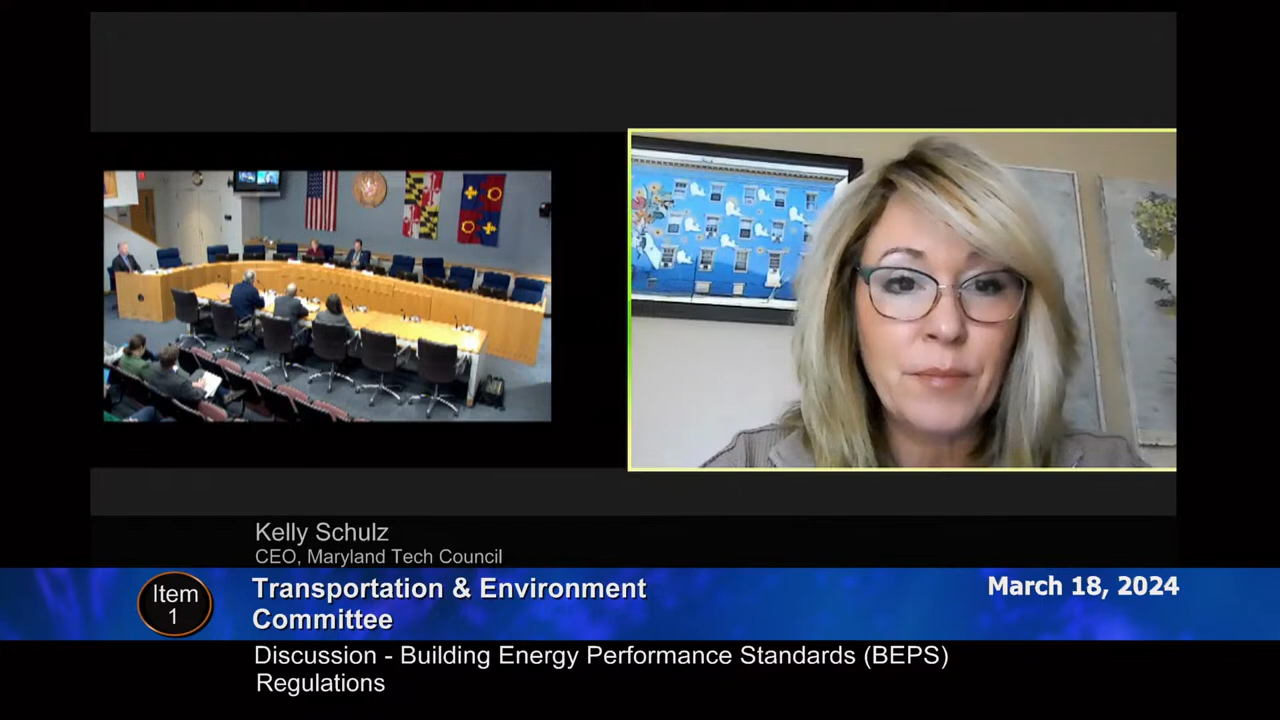 Kelly Schulz
CEO, Maryland Tech Council
Item
1
Transportation & Environment
Committee
March 18, 2024
Discussion - Building Energy Performance Standards (BEPS)
Regulations